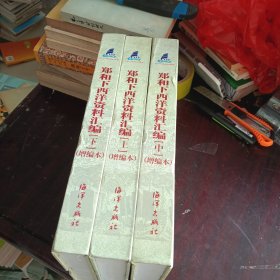 郑和下西洋资料汇编（下）
（增编本）
海洋出版社
郑和下西洋资料汇编（上）
（增编本）
海洋出版社
郑和下西洋资料汇编（中）
（增编本）
海洋出版社